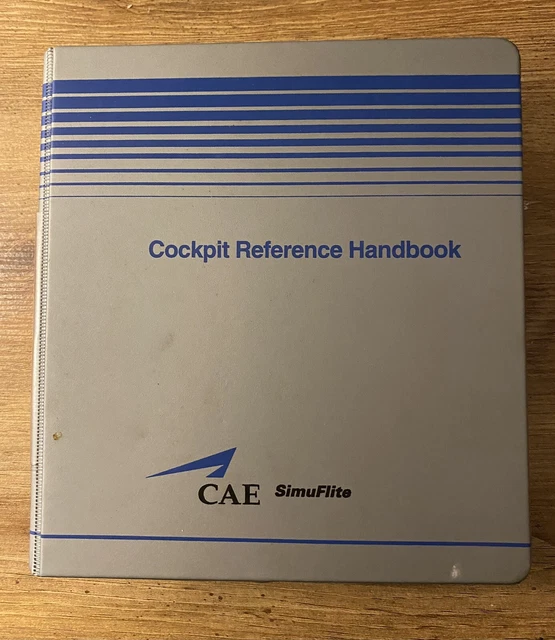 Cockpit Reference Handbook
CAE SimuFlite